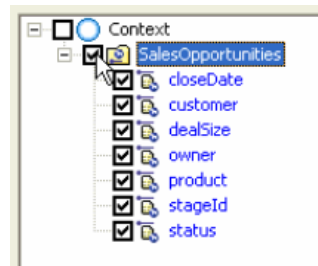 Context
SalesOpportunities
closeDate
customer
dealSize
owner
product
stageId
status